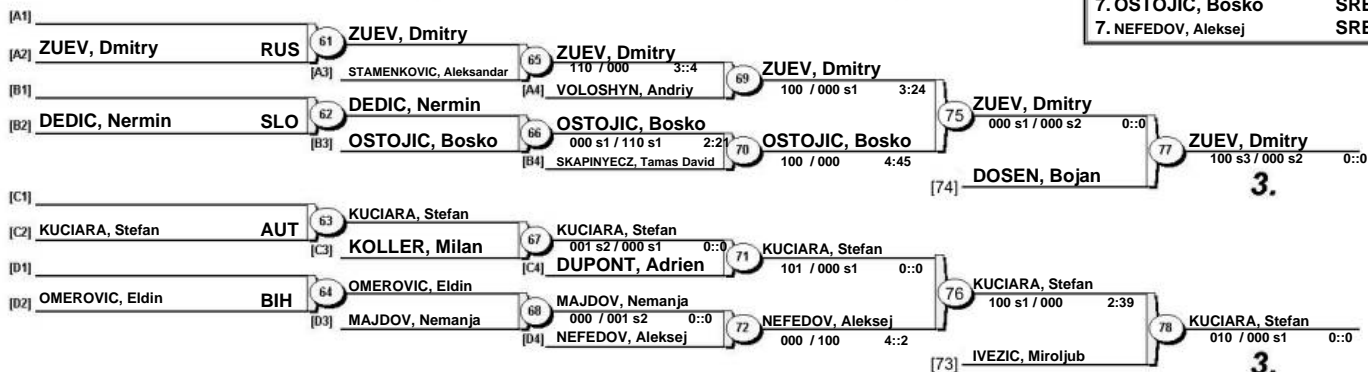 7. OSTOJIC, Bosko
7. NEFEDOV, Aleksej
[A1]
[A2] ZUEV, Dmitry RUS
61 ZUEV, Dmitry
[A3] STAMENKOVIC, Aleksandar
65 ZUEV, Dmitry
110 / 000 3::4
[A4] VOLOSHYN, Andriy
69 ZUEV, Dmitry
100 / 000 s1 3:24
[B1]
[B2] DEDIC, Nermin SLO
62 DEDIC, Nermin
[B3] OSTOJIC, Bosko
66 OSTOJIC, Bosko
000 s1 / 110 s1 2:21
[B4] SKAPINYECZ, Tamas David
70 OSTOJIC, Bosko
100 / 000 4:45
75 ZUEV, Dmitry
000 s1 / 000 s2 0::0
[74] DOSEN, Bojan
77 ZUEV, Dmitry
100 s3 / 000 s2 0::0
3.
[C1]
[C2] KUCIARA, Stefan AUT
63 KUCIARA, Stefan
[C3] KOLLER, Milan
67 KUCIARA, Stefan
001 s2 / 000 s1 0::0
[C4] DUPONT, Adrien
71 KUCIARA, Stefan
101 / 000 s1 0::0
[D1]
[D2] OMEROVIC, Eldin BIH
64 OMEROVIC, Eldin
[D3] MAJDOV, Nemanja
68 MAJDOV, Nemanja
000 / 001 s2 0::0
[D4] NEFEDOV, Aleksej
72 NEFEDOV, Aleksej
000 / 100 4::2
76 KUCIARA, Stefan
100 s1 / 000 2:39
[73] IVEZIC, Miroljub
78 KUCIARA, Stefan
010 / 000 s1 0::0
3.